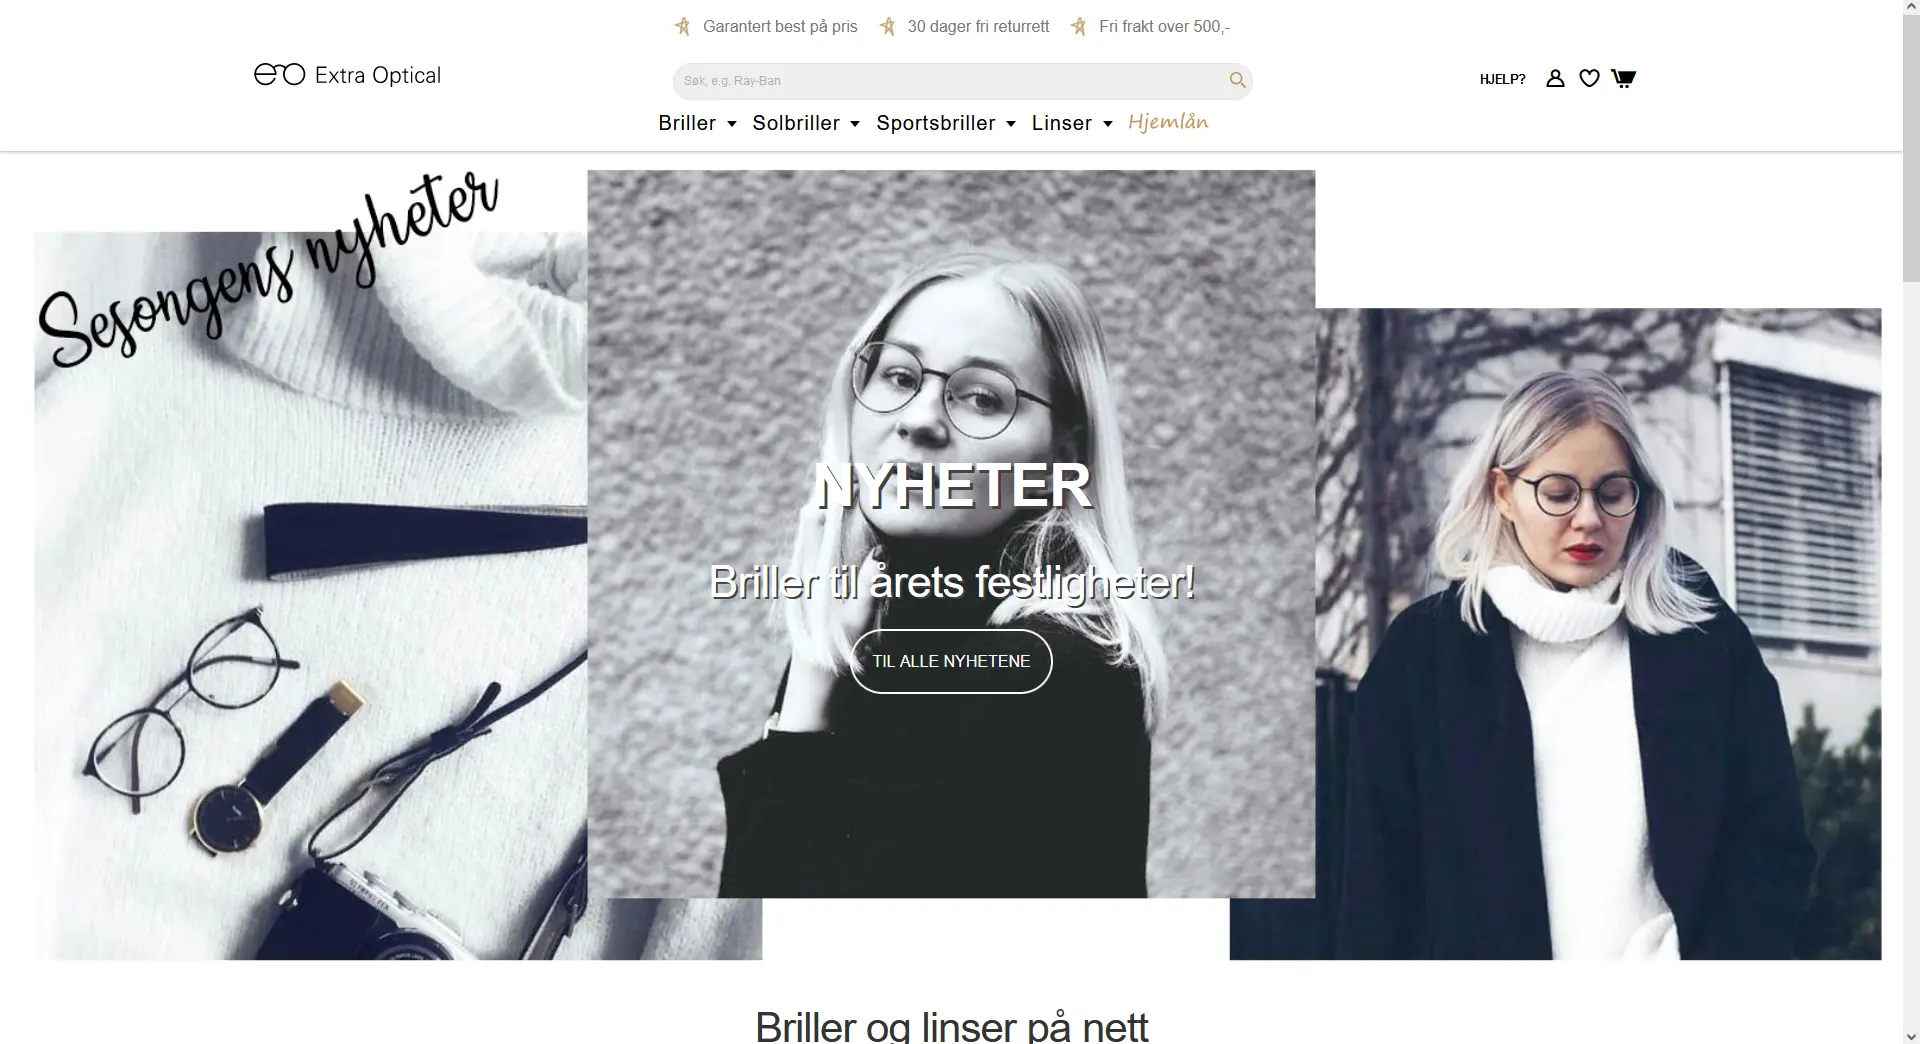 Garantert best på pris
30 dager fri returrett
Fri frakt over 500,-
Extra Optical
Søk, e.g. Ray-Ban
HJELP?
Briller
Solbriller
Sportsbriller
Linser
Hjemlån
Sesongens nyheter
NYHETER
Briller til årets festligheter!
TIL ALLE NYHETENE
Briller og linser på nett